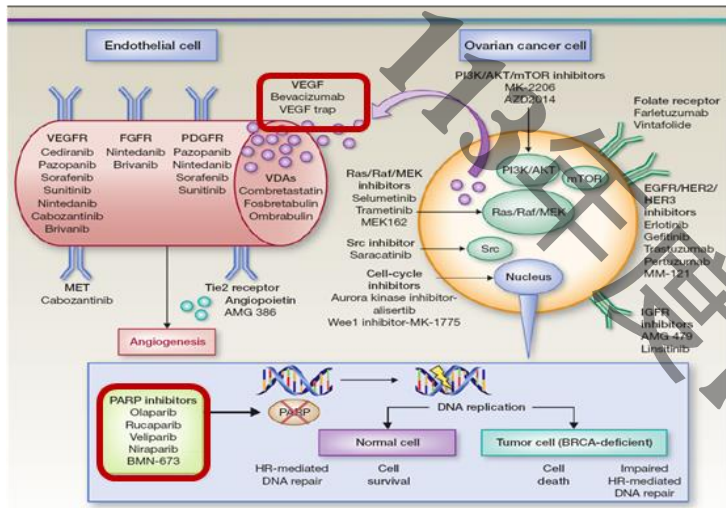 Endothelial cell
Ovarian cancer cell
VEGF
Bevacizumab
VEGF trap
PI3K/AKT/mTOR inhibitors
MK-2206
AZD2014
Folate receptor
Farletuzumab
Vintafolide
VEGFR
Cediranib
Pazopanib
Sorafenib
Sunitinib
Nintedanib
Cabozantinib
Brivanib
FGFR
Nintedanib
Brivanib
PDGFR
Pazopanib
Nintedanib
Sorafenib
Sunitinib
VDAs
Combretastatin
Fosbretabulin
Ombrabulin
Ras/Raf/MEK
inhibitors
Selumetinib
Trametinib
MEK162
Src inhibitor
Saracatinib
Cell-cycle
inhibitors
Aurora kinase inhibitor-
alisertib
Wee1 inhibitor-MK-1775
PI3K/AKT
mTOR
Ras/Raf/MEK
Src
Nucleus
EGFR/HER2/
HER3
inhibitors
Erlotinib
Gefitinib
Trastuzumab
Pertuzumab
MM-121
IGFR
inhibitors
AMG 479
Linsitinib
MET
Cabozantinib
Tie2 receptor
Angiopoietin
AMG 386
Angiogenesis
PARP inhibitors
Olaparib
Rucaparib
Veliparib
Niraparib
BMN-673
PARP
DNA replication
Normal cell
Tumor cell (BRCA-deficient)
HR-mediated
DNA repair
Cell
survival
Cell
death
Impaired
HR-mediated
DNA repair